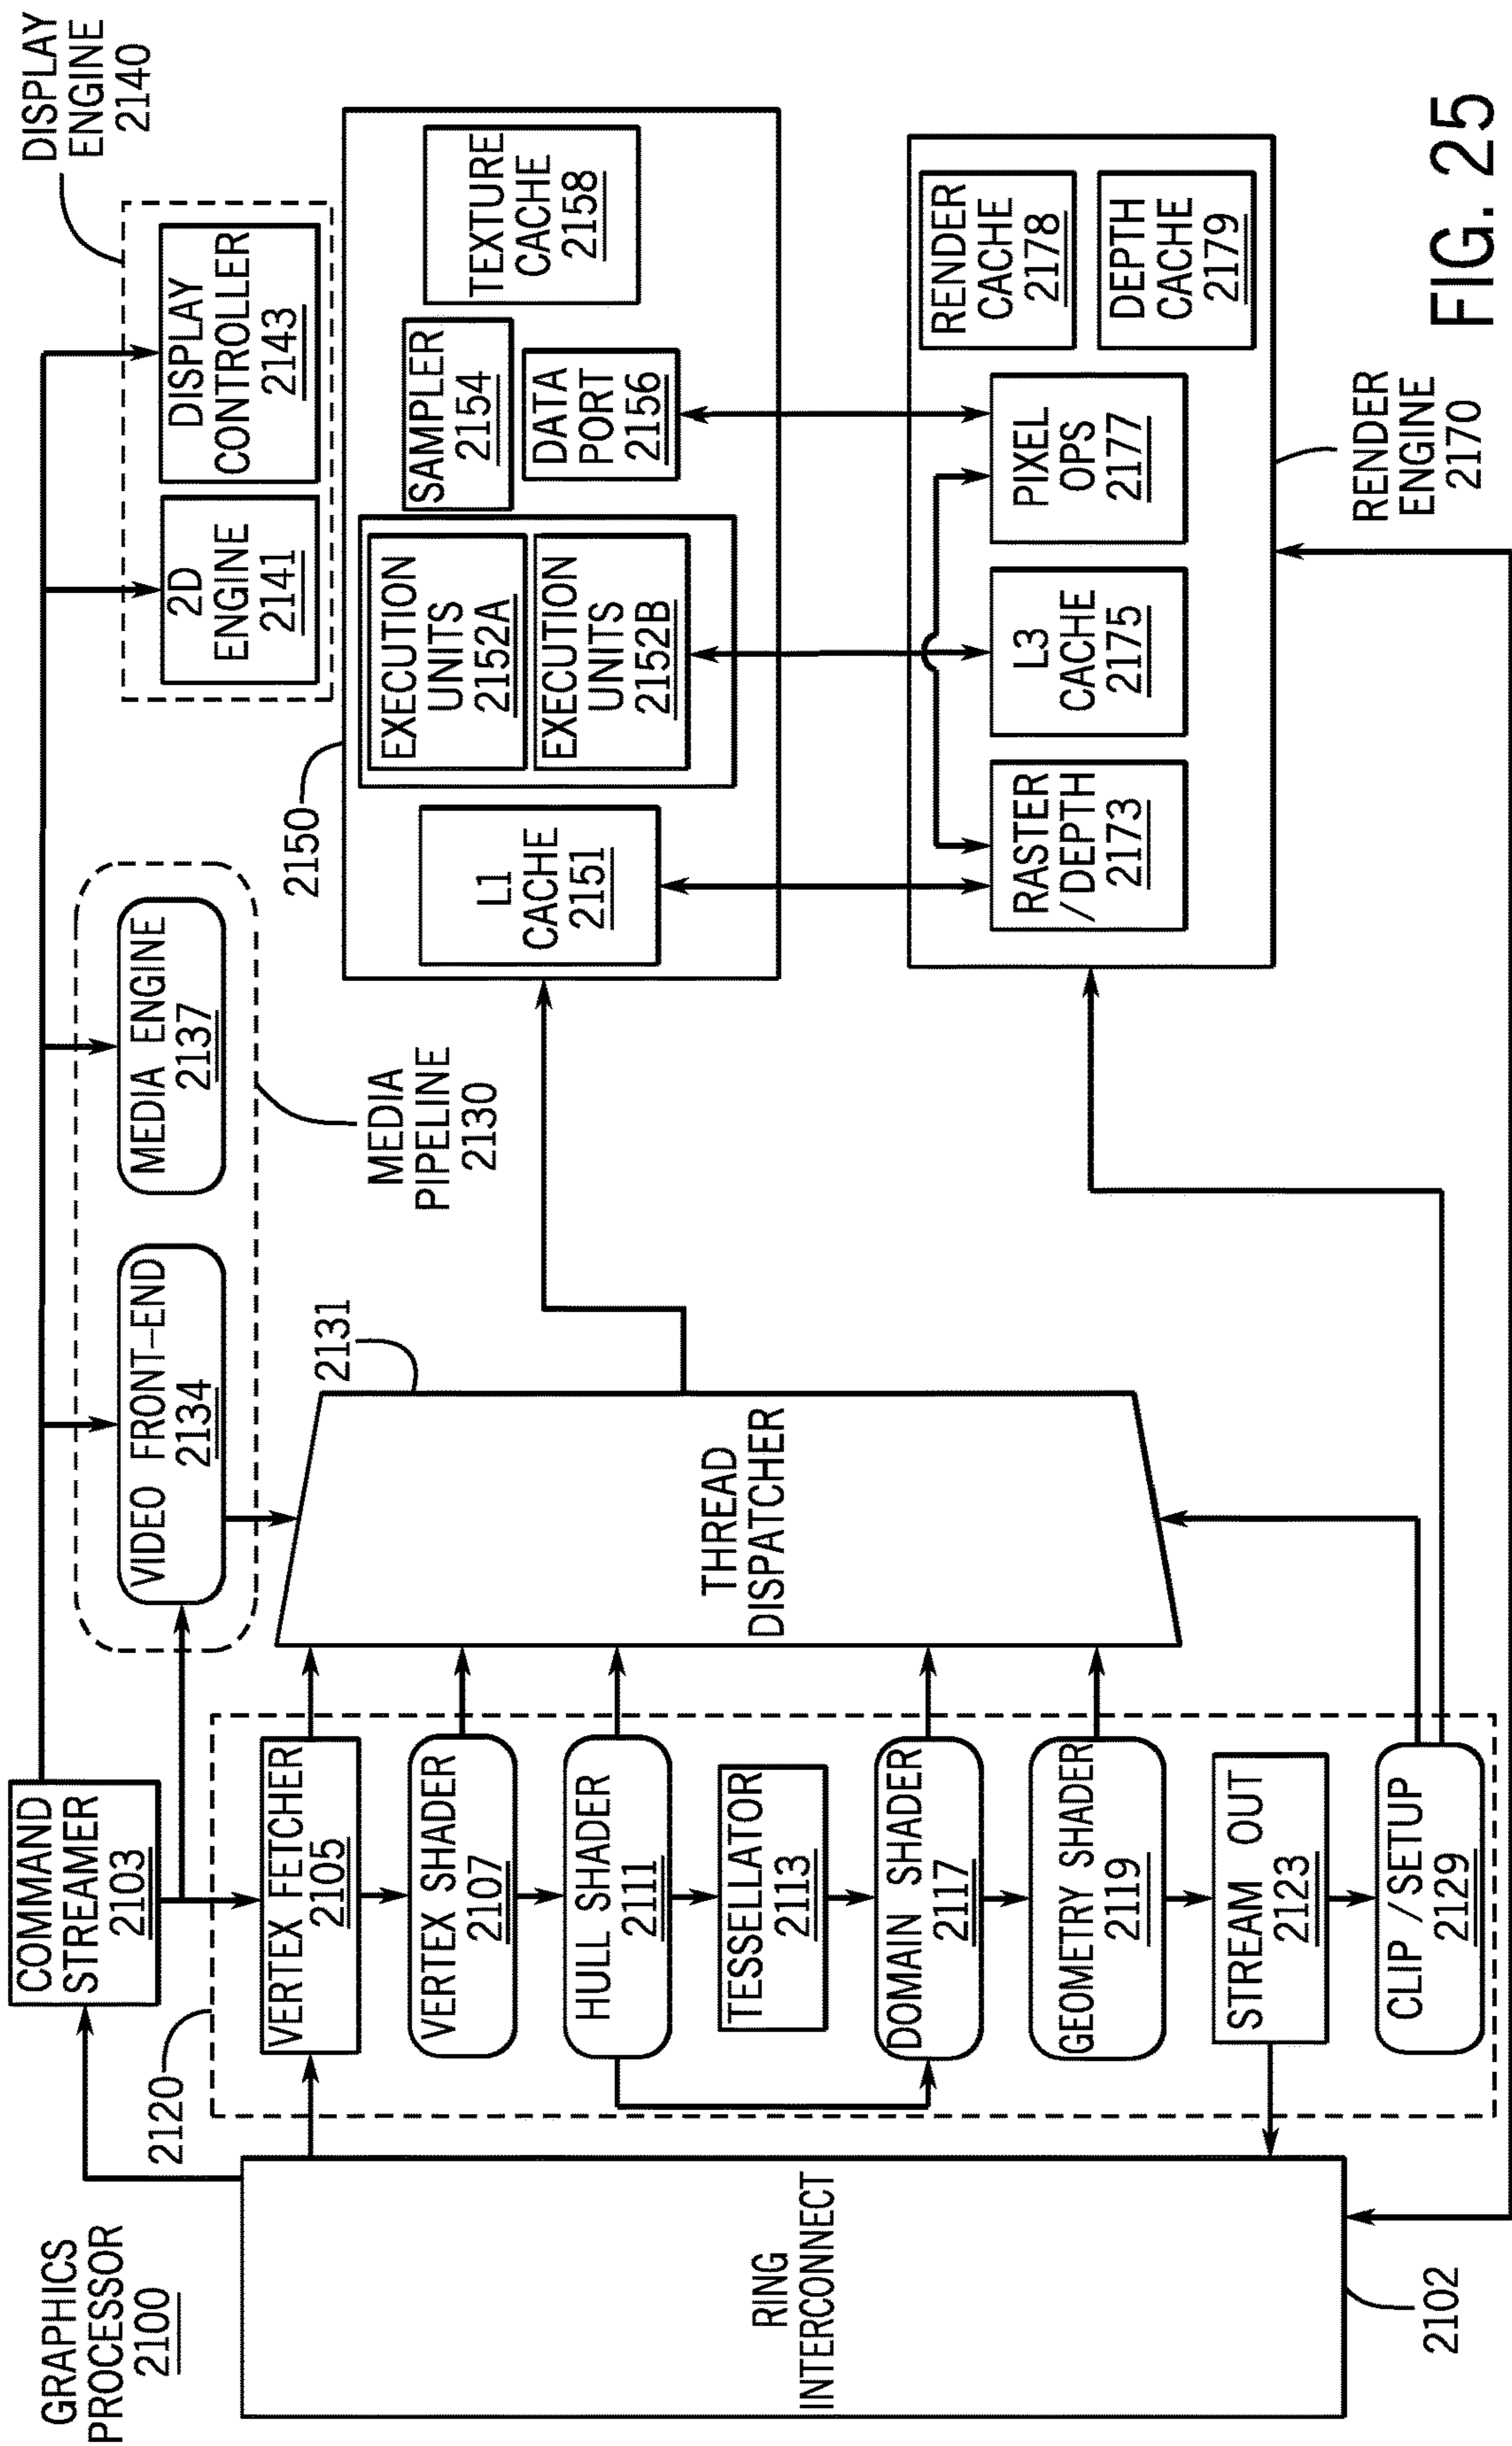 GRAPHICS
PROCESSOR
2100
COMMAND
STREAMER
2103
DISPLAY
ENGINE
2140
2120
VIDEO FRONT-END
2134
MEDIA ENGINE
2137
MEDIA
PIPELINE
2130
2D
ENGINE
2141
DISPLAY
CONTROLLER
2143
RING
INTERCONNECT
2102
VERTEX FETCHER
2105
VERTEX SHADER
2107
HULL SHADER
2111
TESSELLATOR
2113
DOMAIN SHADER
2117
GEOMETRY SHADER
2119
STREAM OUT
2123
CLIP/SETUP
2129
THREAD
DISPATCHER
2131
2150
L1
CACHE
2151
EXECUTION
UNITS
2152A
EXECUTION
UNITS
2152B
SAMPLER
2154
DATA
PORT
2156
TEXTURE
CACHE
2158
RASTER
/DEPTH
2173
L3
CACHE
2175
PIXEL
OPS
2177
RENDER
CACHE
2178
DEPTH
CACHE
2179
RENDER
ENGINE
2170
FIG. 25